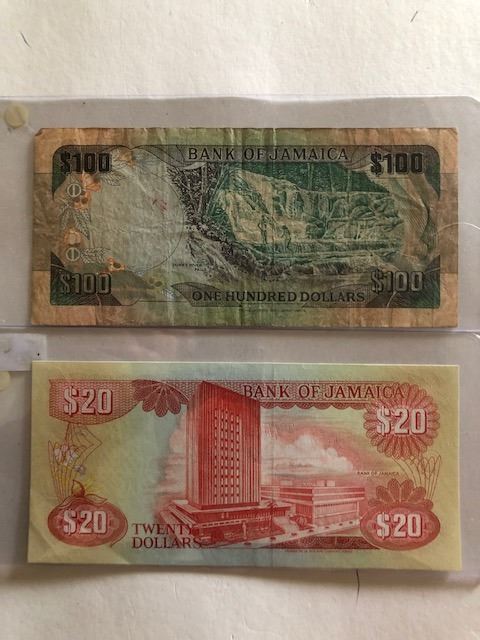 $100 BANK OF JAMAICA $100
$100 ONE HUNDRED DOLLARS $100
$20 BANK OF JAMAICA $20
BANK OF JAMAICA
$20 TWENTY DOLLARS $20